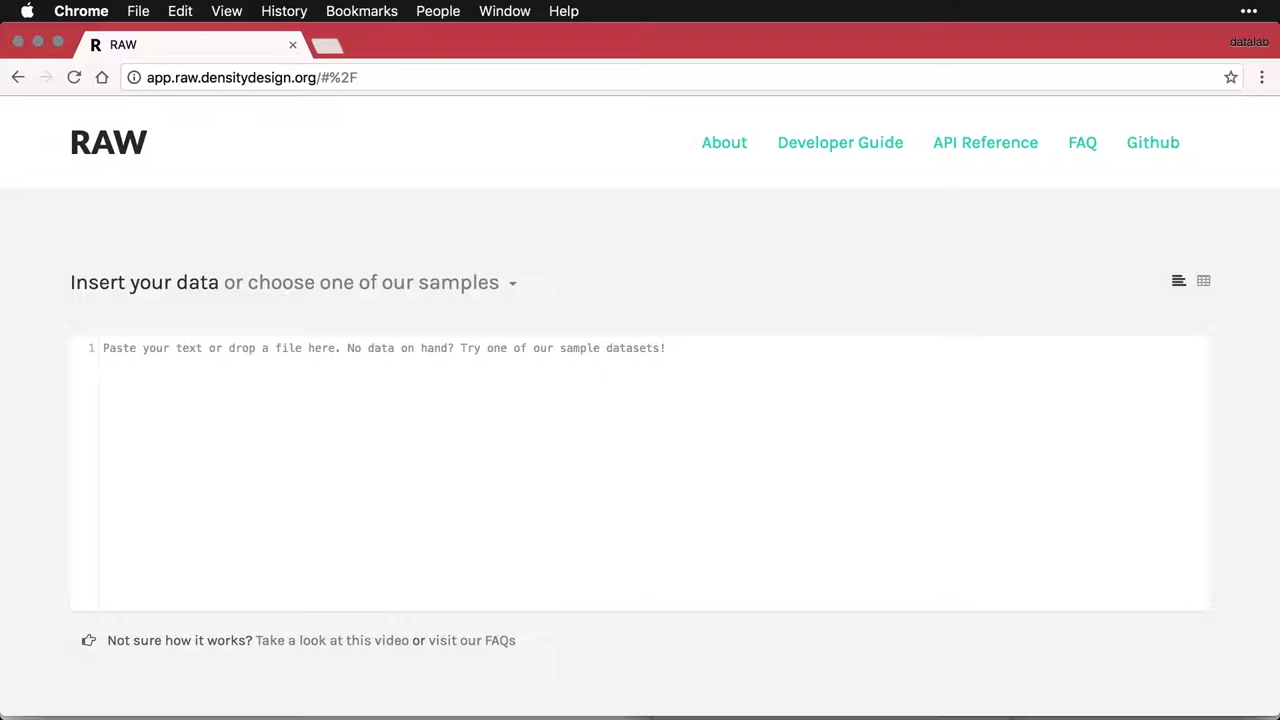 Chrome File Edit View History Bookmarks People Window Help
R RAW
datalab
app.raw.densitydesign.org/#%2F
RAW
About Developer Guide API Reference FAQ Github
Insert your data or choose one of our samples
1 Paste your text or drop a file here. No data on hand? Try one of our sample datasets!
Not sure how it works? Take a look at this video or visit our FAQs